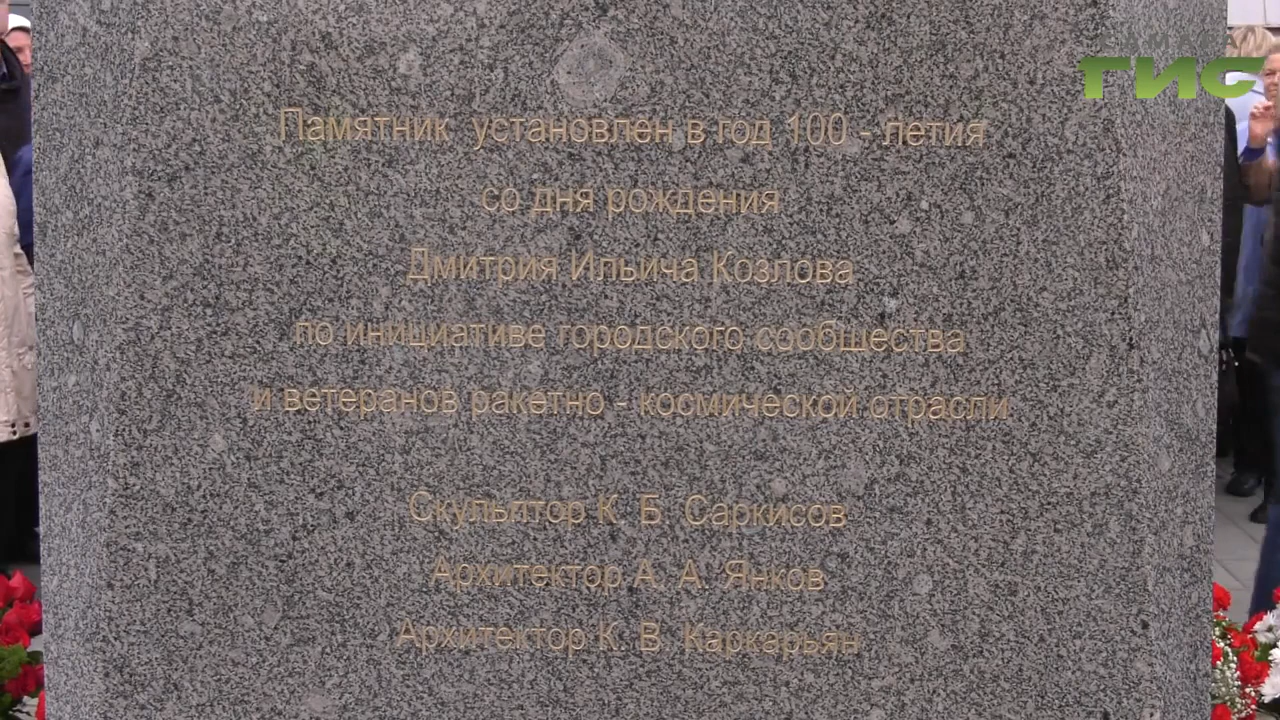 ГИС
Памятник установлен в год 100 - летия
со дня рождения
Дмитрия Ильича Козлова
по инициативе городского сообщества
и ветеранов ракетно - космической отрасли
Скульптор К. Б. Саркисов
Архитектор А. А. Янков
Архитектор К. В. Каркарьян